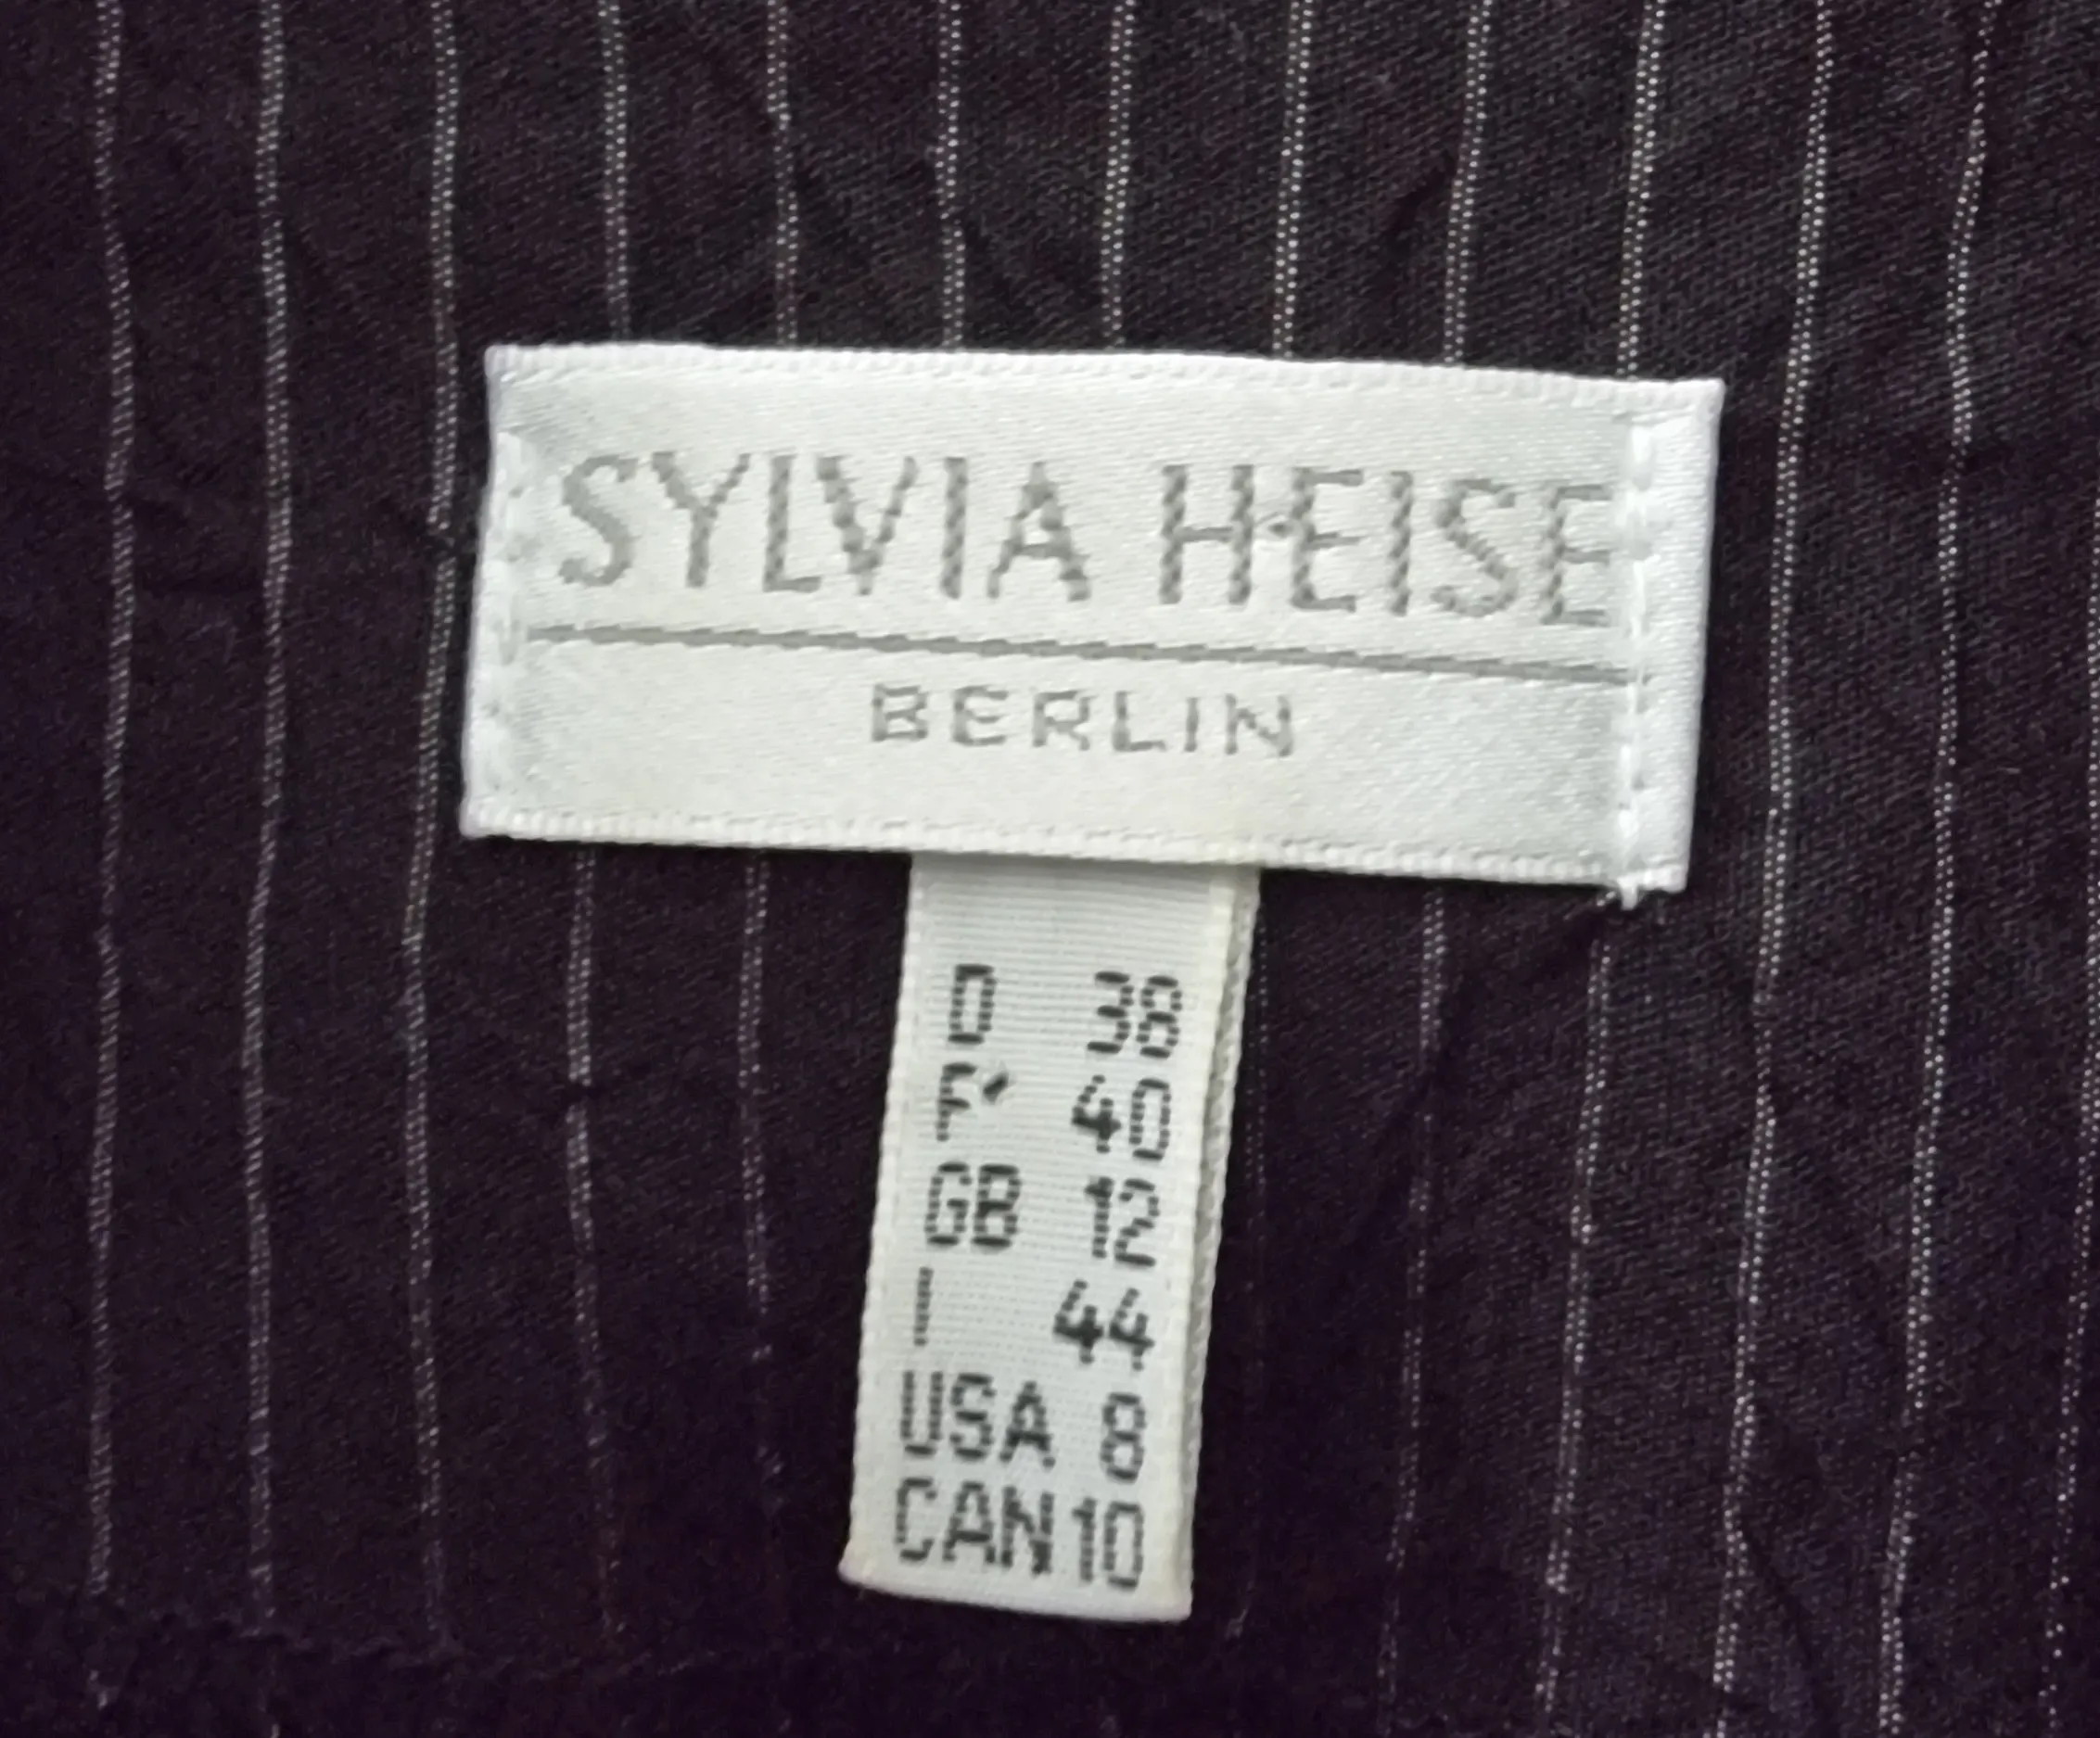 SYLVIA HEISE
BERLIN
D 38
F 40
GB 12
I 44
USA 8
CAN 10